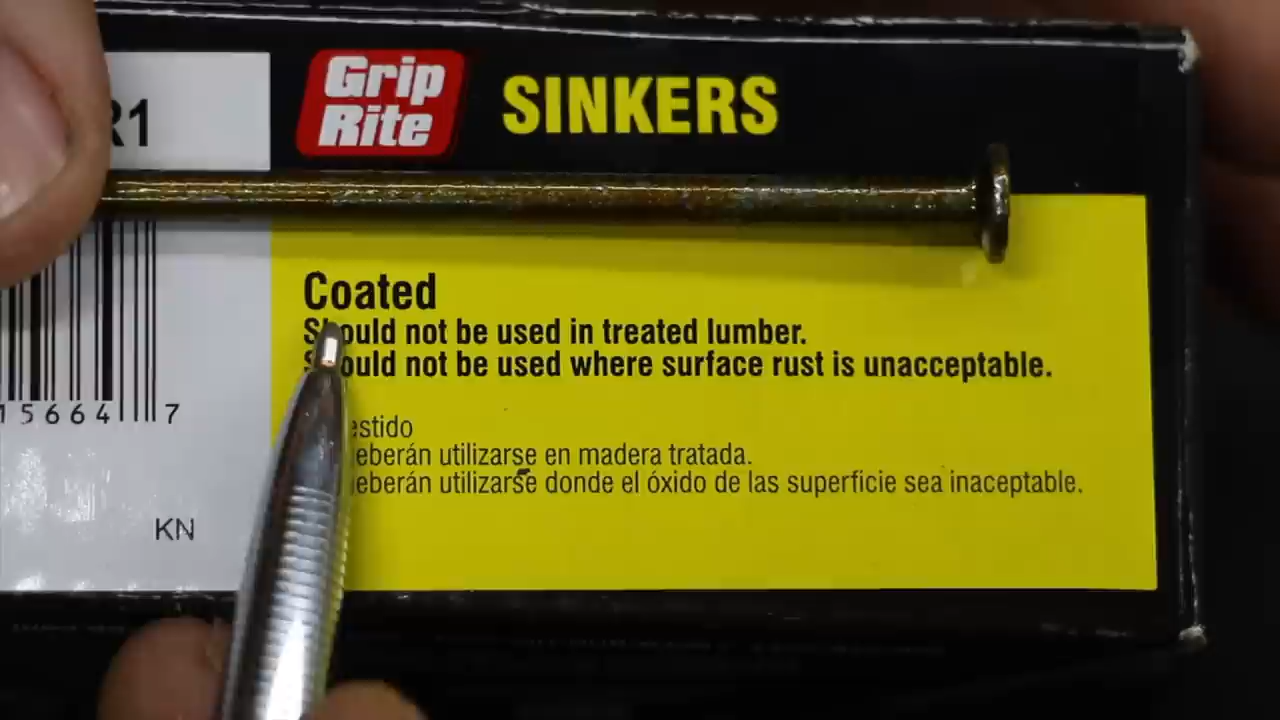 Grip
Rite
SINKERS
R1
Coated
Should not be used in treated lumber.
Should not be used where surface rust is unacceptable.
estido
eberán utilizarse en madera tratada.
eberán utilizarse donde el óxido de las superficie sea inaceptable.
15664 7
KN